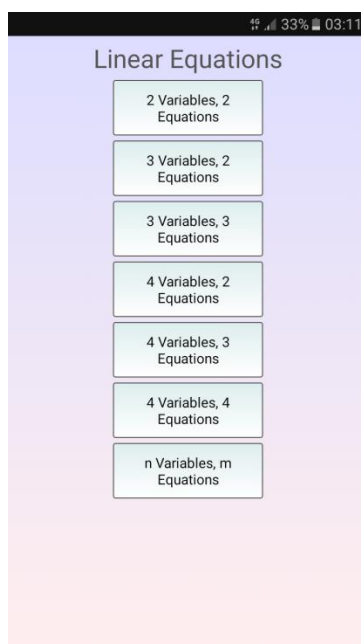 4G 33% 03:11
Linear Equations
2 Variables, 2
Equations
3 Variables, 2
Equations
3 Variables, 3
Equations
4 Variables, 2
Equations
4 Variables, 3
Equations
4 Variables, 4
Equations
n Variables, m
Equations